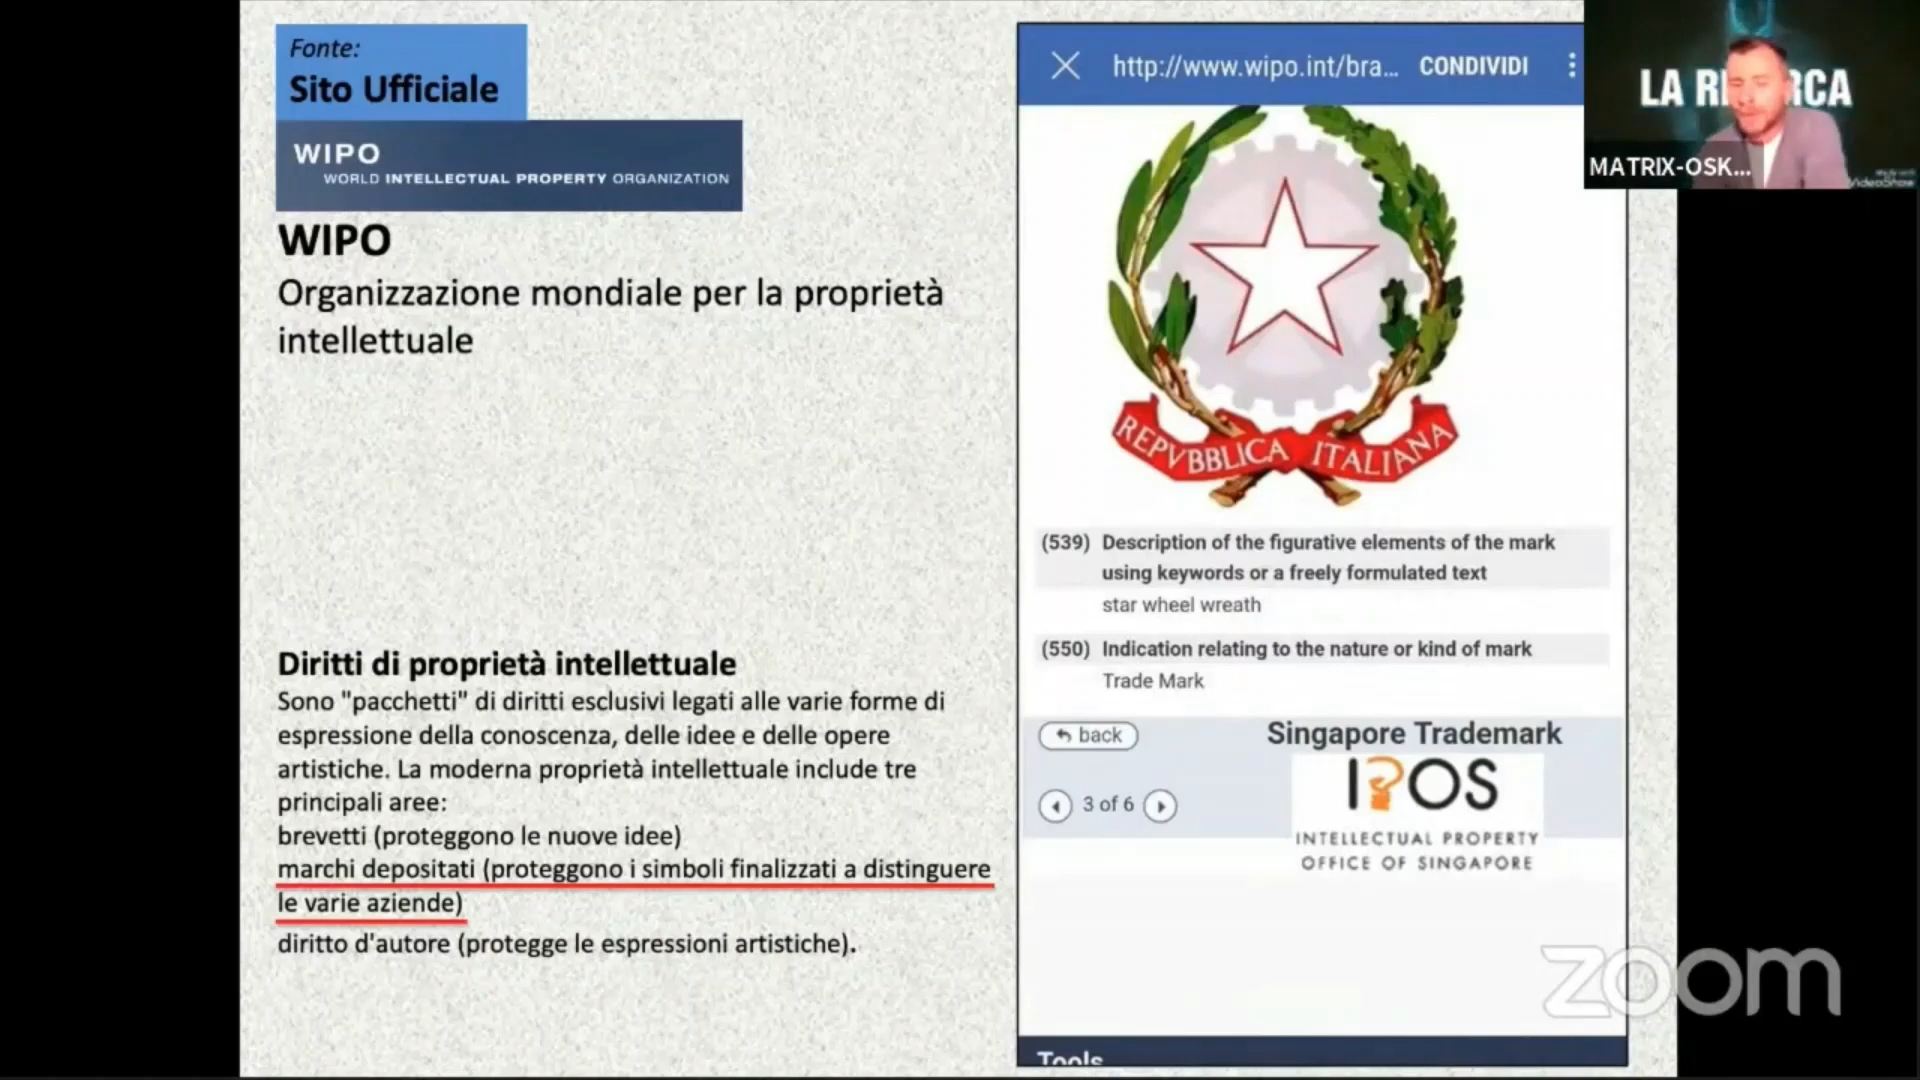 Fonte:
Sito Ufficiale
WIPO
WORLD INTELLECTUAL PROPERTY ORGANIZATION
WIPO
Organizzazione mondiale per la proprietà
intellettuale
Diritti di proprietà intellettuale
Sono "pacchetti" di diritti esclusivi legati alle varie forme di
espressione della conoscenza, delle idee e delle opere
artistiche. La moderna proprietà intellettuale include tre
principali aree:
brevetti (proteggono le nuove idee)
marchi depositati (proteggono i simboli finalizzati a distinguere
le varie aziende)
diritto d'autore (protegge le espressioni artistiche).
http://www.wipo.int/bra... CONDIVIDI
REPVBBLICA ITALIANA
(539) Description of the figurative elements of the mark
using keywords or a freely formulated text
star wheel wreath
(550) Indication relating to the nature or kind of mark
Trade Mark
back
3 of 6
Singapore Trademark
IPOS
INTELLECTUAL PROPERTY
OFFICE OF SINGAPORE
Tools
LA RI RCA
MATRIX-OSK...
VideoShow
zoom